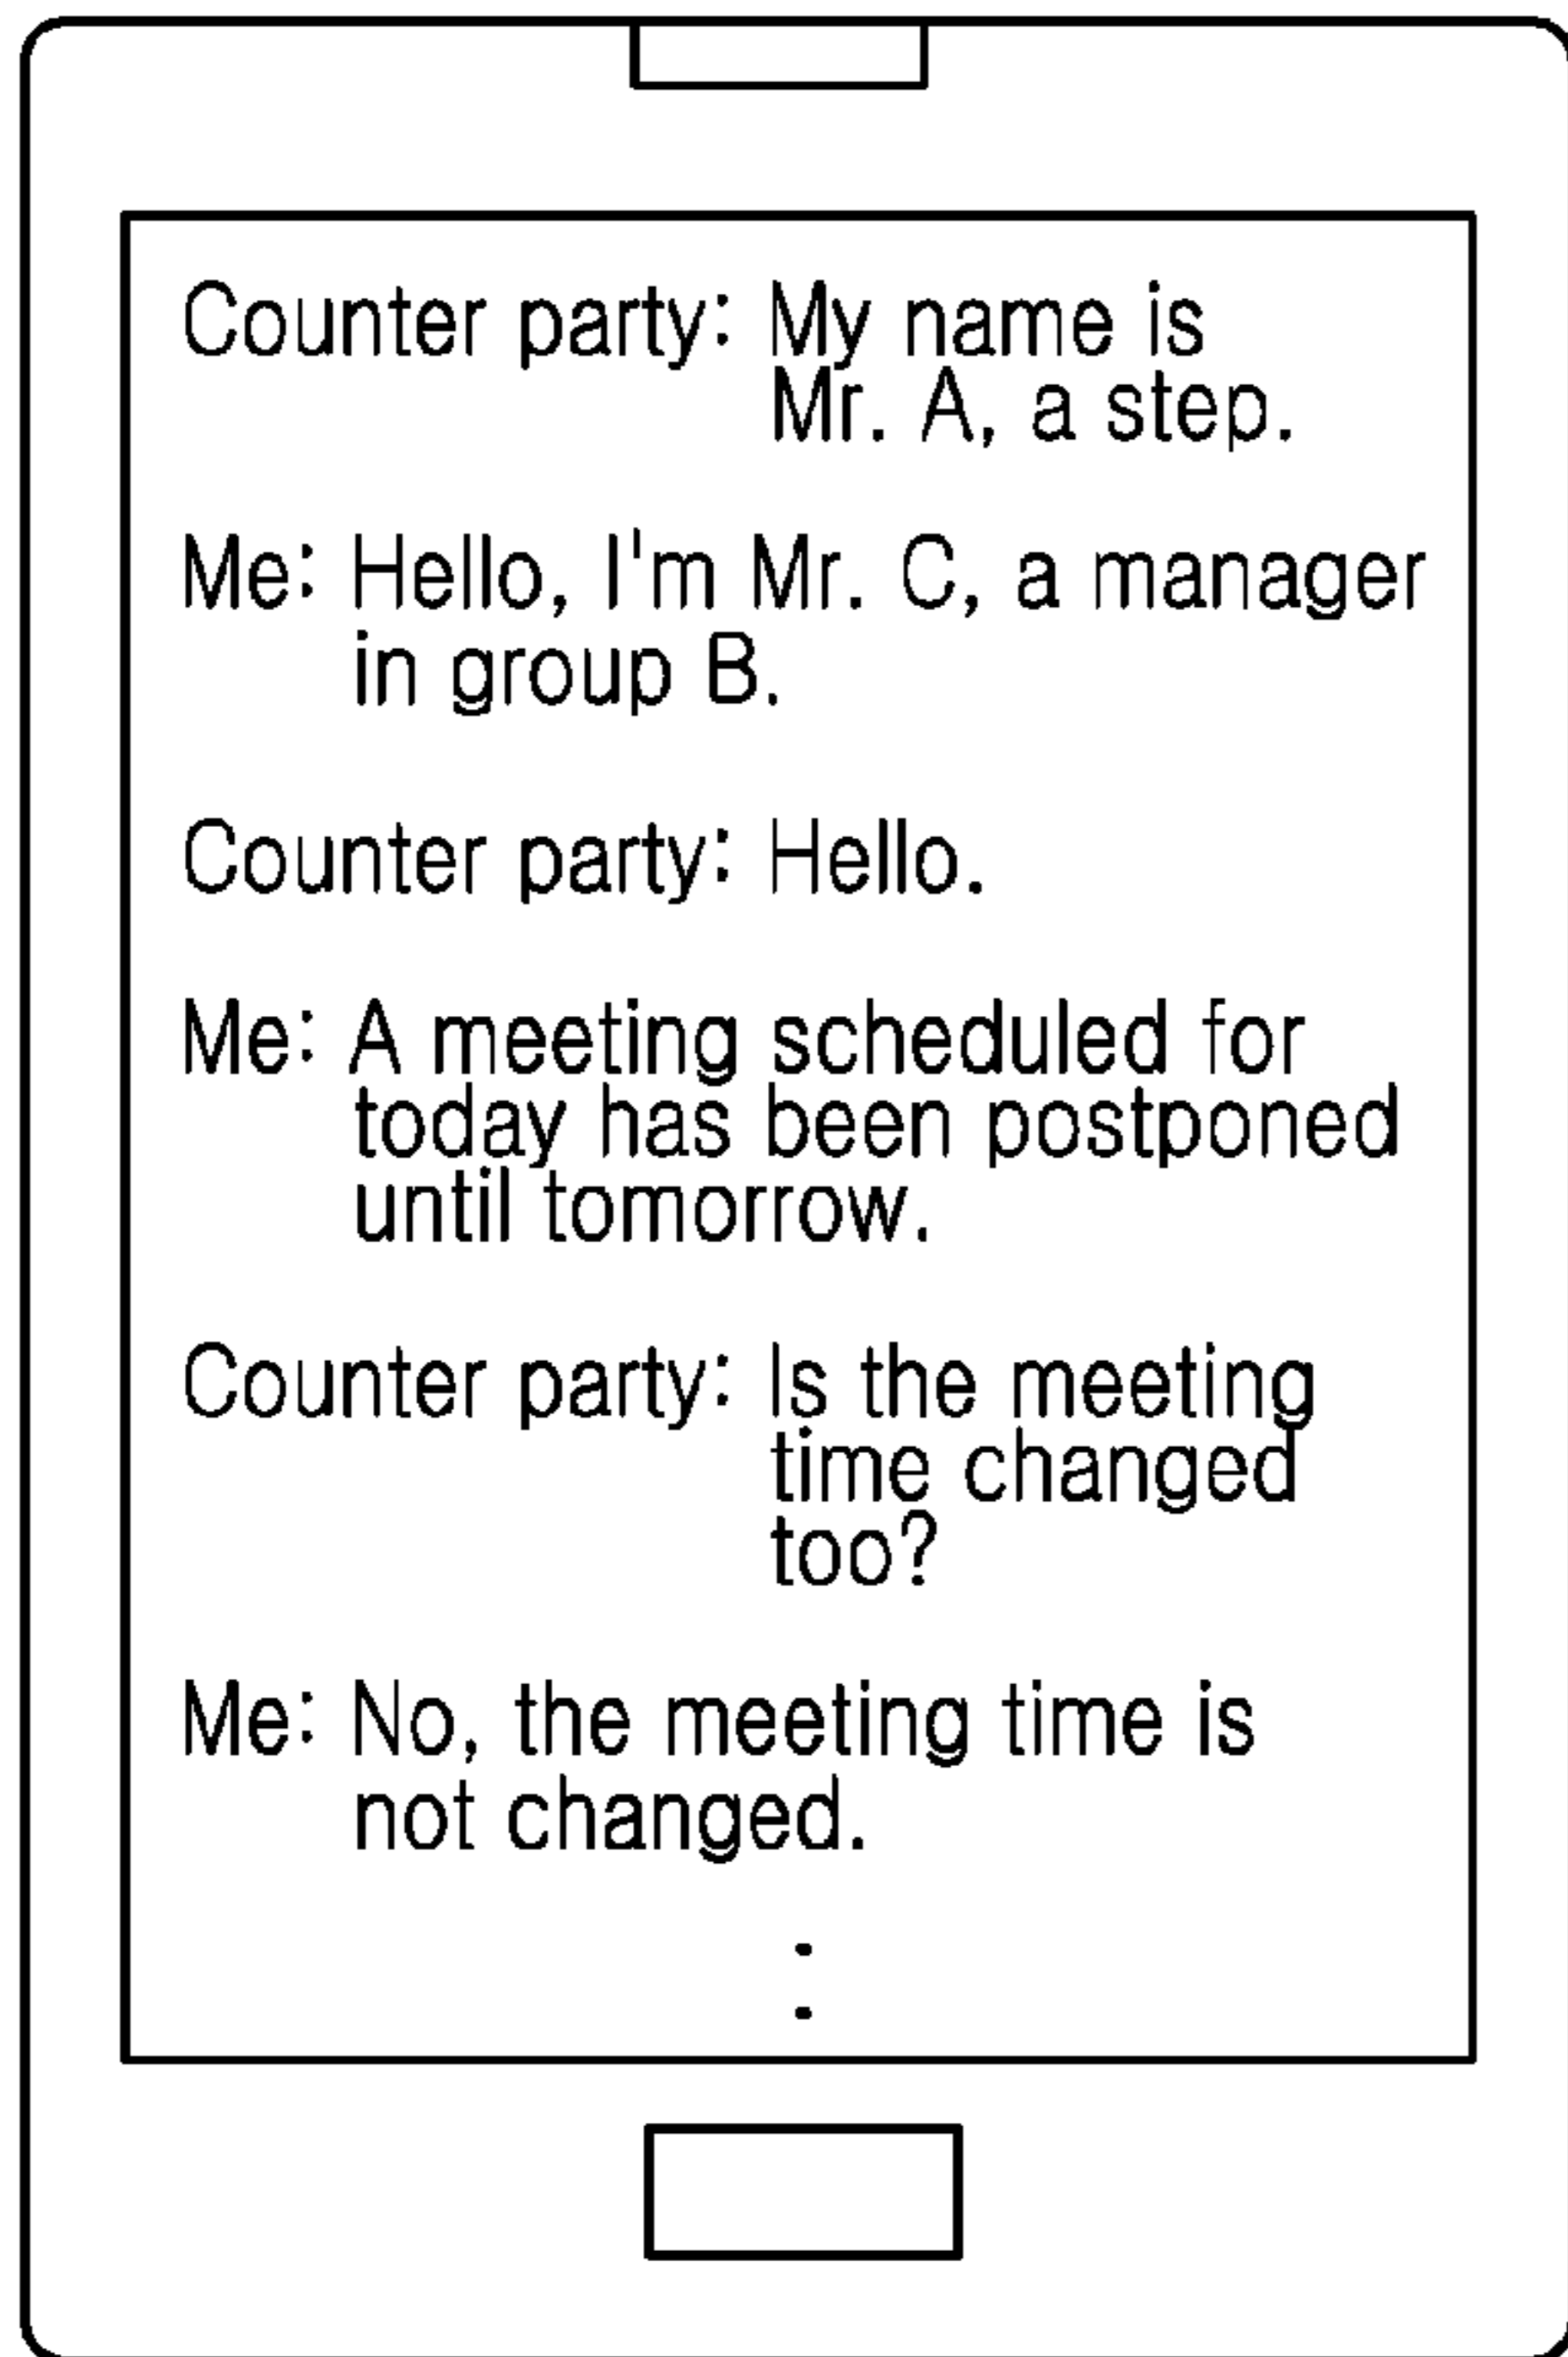 Counter party: My name is
Mr. A, a step.
Me: Hello, I'm Mr. C, a manager
in group B.
Counter party: Hello.
Me: A meeting scheduled for
today has been postponed
until tomorrow.
Counter party: Is the meeting
time changed
too?
Me: No, the meeting time is
not changed.
: